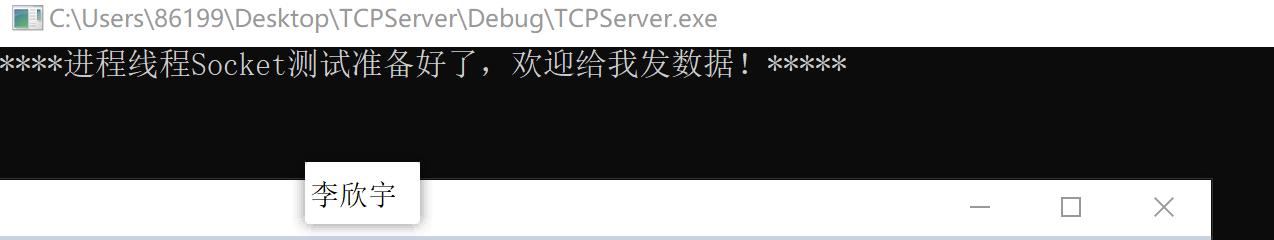 C:\Users\86199\Desktop\TCPServer\Debug\TCPServer.exe
****进程线程Socket测试准备好了，欢迎给我发数据！*****
李欣宇